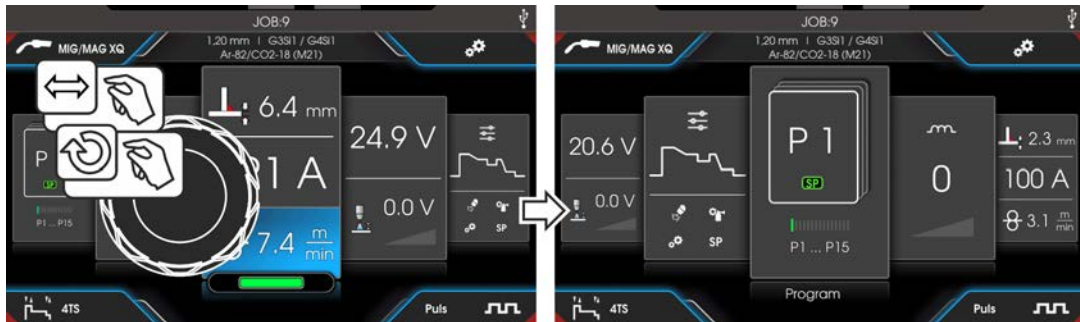 JOB:9
MIG/MAG XQ
1,20 mm I G3Si1 / G4Si1
Ar-82/CO2-18 (M21)
6.4 mm
24.9 V
P
1 A
SP
P1 ... P15
0.0 V
A
SP
7.4 m/min
4TS
Puls
JOB:9
MIG/MAG XQ
1,20 mm I G3Si1 / G4Si1
Ar-82/CO2-18 (M21)
20.6 V
P 1
2.3 mm
SP
0
100 A
0.0 V
A
SP
P1 ... P15
3.1 m/min
Program
4TS
Puls